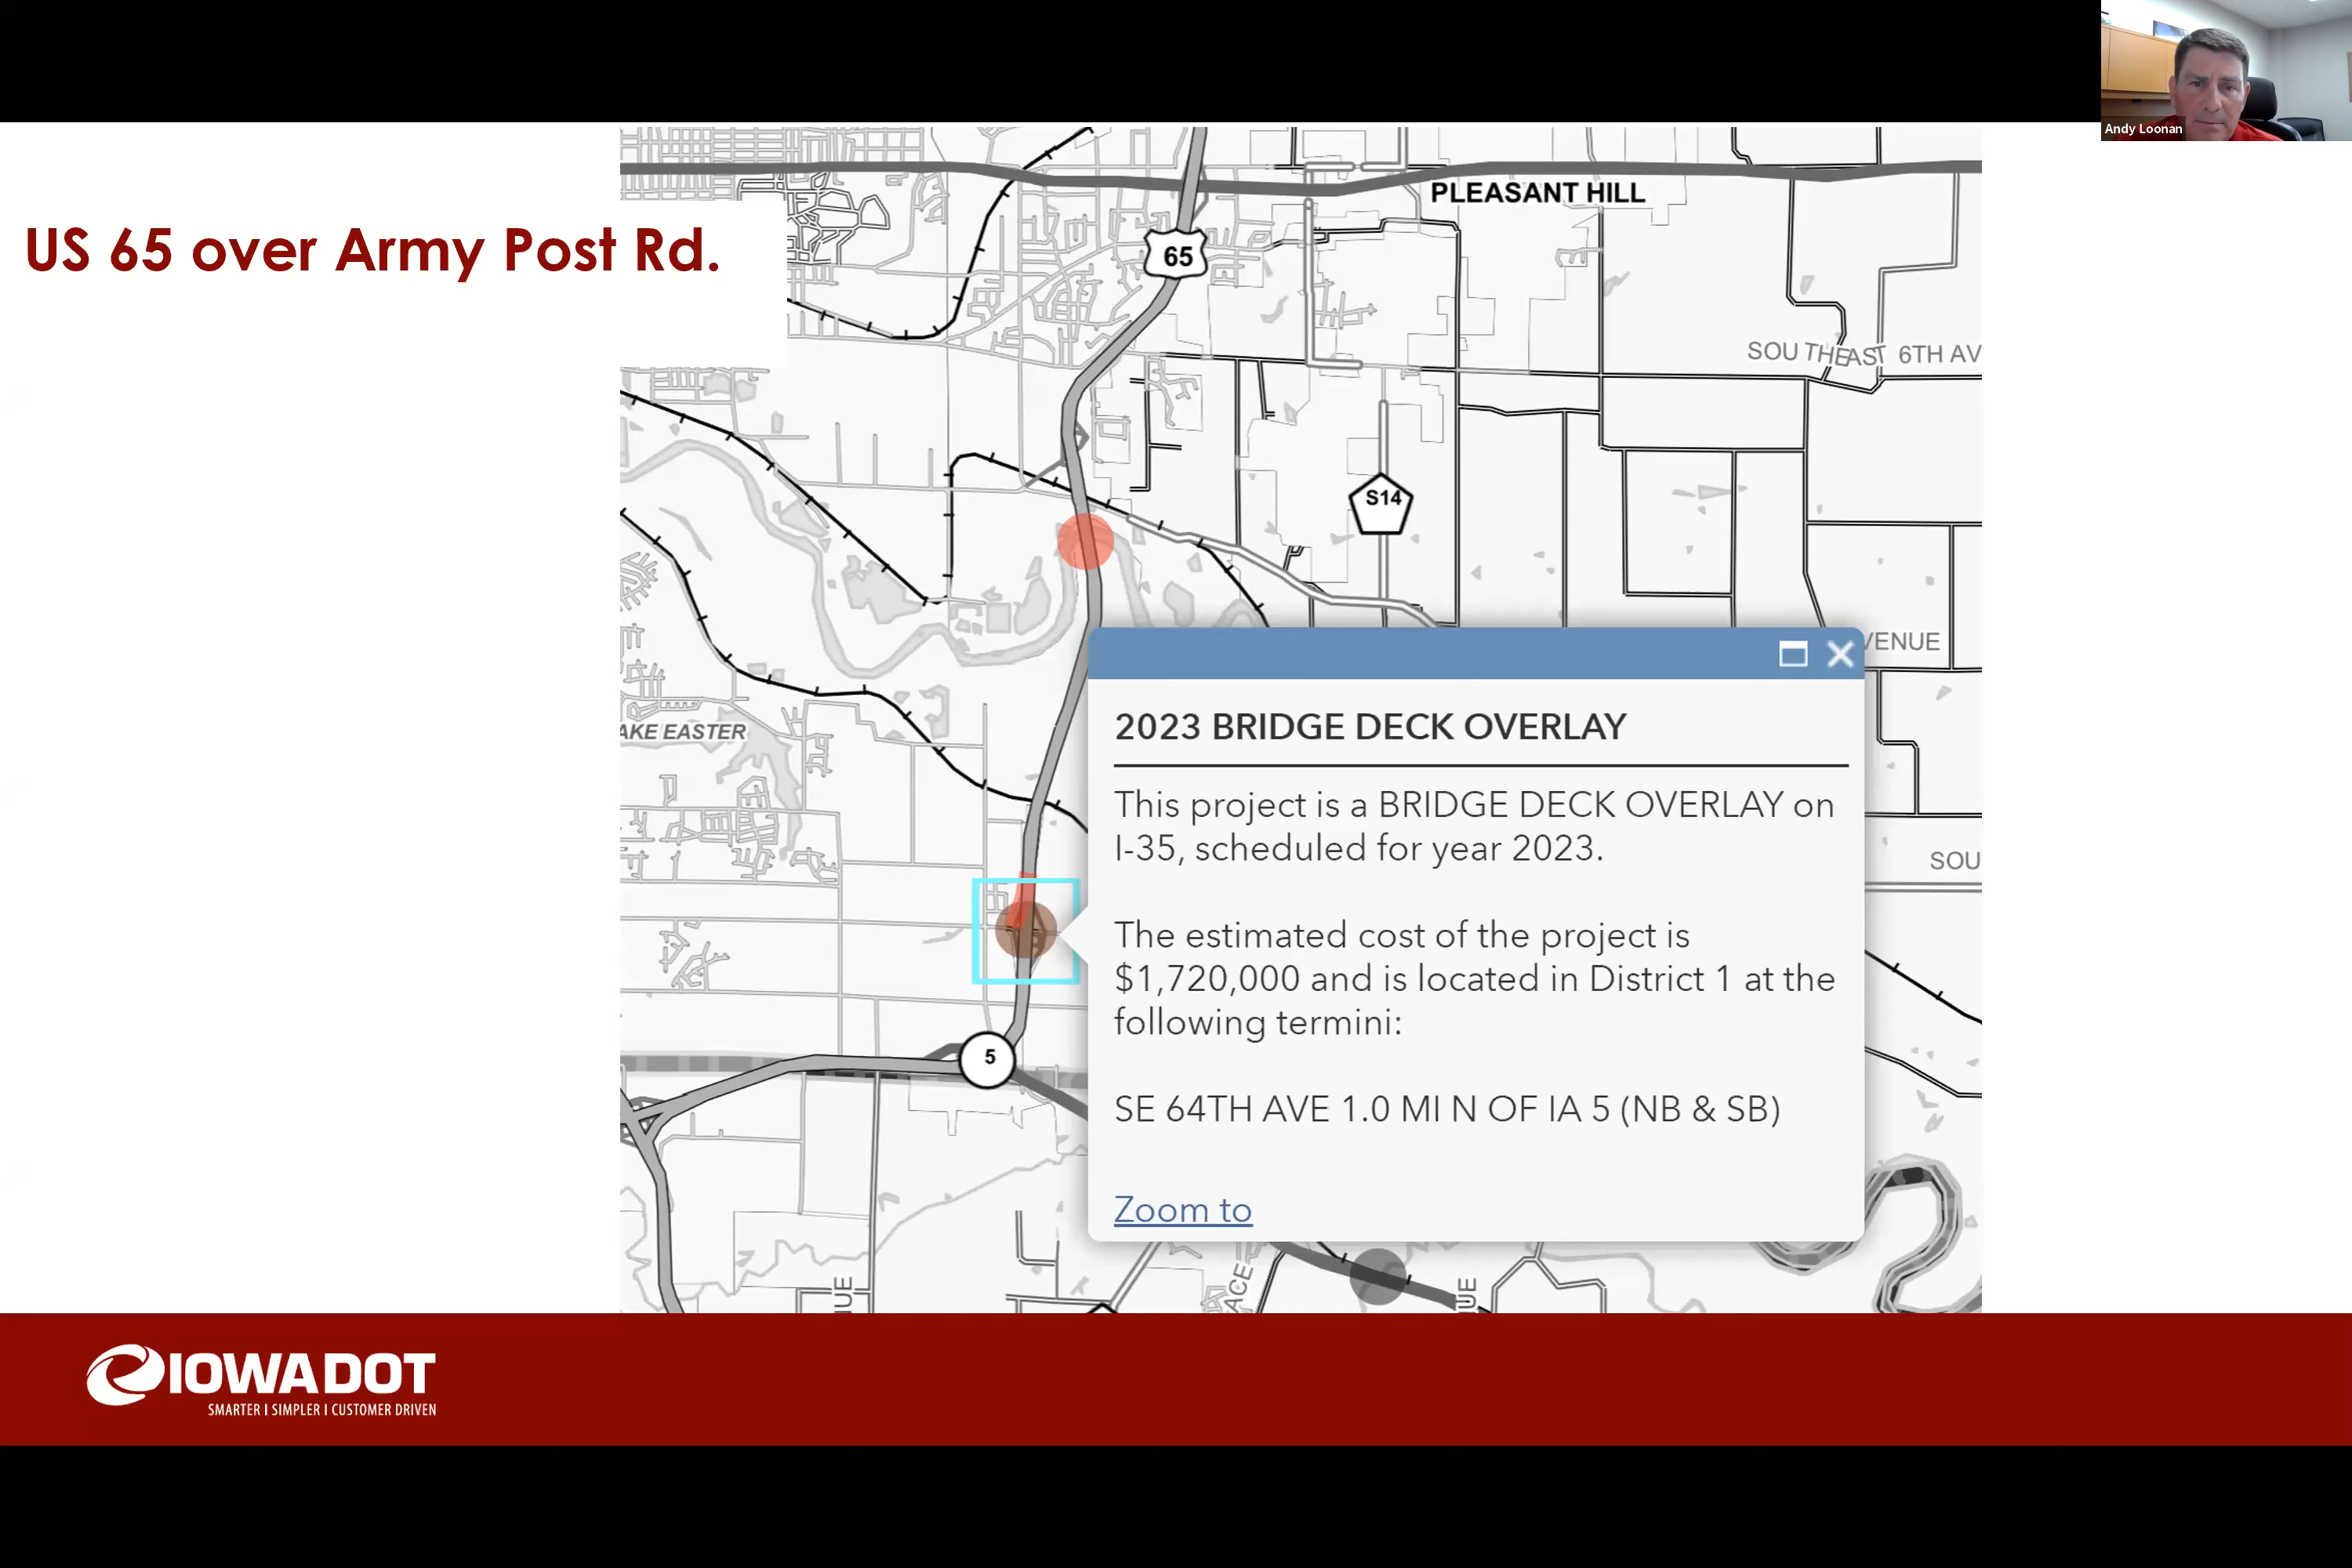 Andy Loonan
US 65 over Army Post Rd.
PLEASANT HILL
65
SOUTHEAST 6TH AV
S14
VENUE
AKE EASTER
2023 BRIDGE DECK OVERLAY
This project is a BRIDGE DECK OVERLAY on
I-35, scheduled for year 2023.
The estimated cost of the project is
$1,720,000 and is located in District 1 at the
following termini:
SE 64TH AVE 1.0 MI N OF IA 5 (NB & SB)
Zoom to
SOU
5
NUE
ACE
UE
IOWADOT
SMARTER | SIMPLER | CUSTOMER DRIVEN